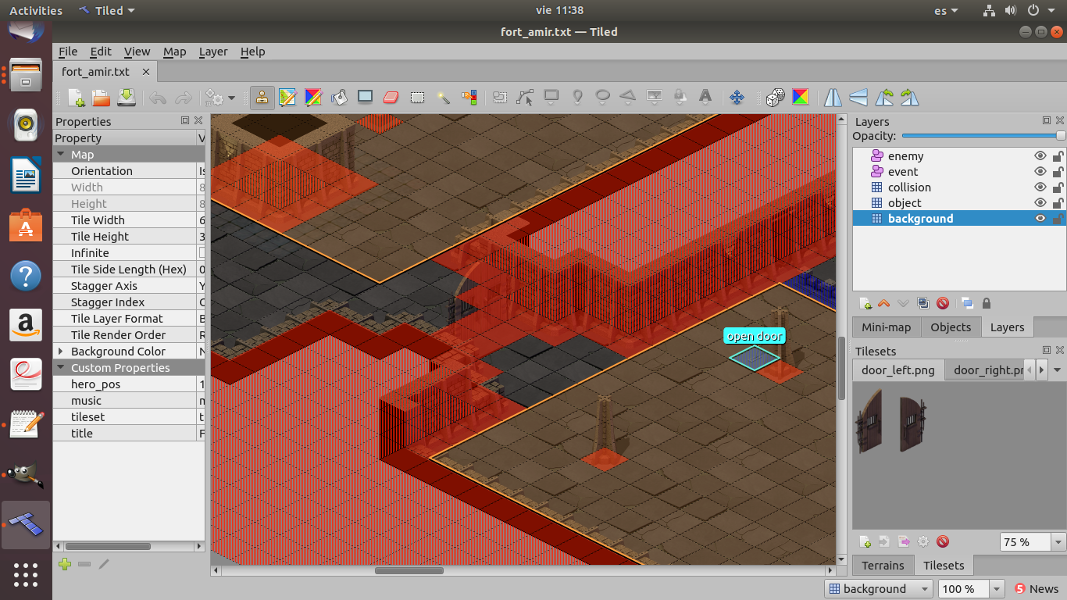 Activities Tiled vie 11:38 es
fort_amir.txt — Tiled
File Edit View Map Layer Help
fort_amir.txt
Properties
Property V
Map
Orientation Is
Width 8
Height 8
Tile Width 6
Tile Height 3
Infinite
Tile Side Length (Hex) 0
Stagger Axis Y
Stagger Index
Tile Layer Format B
Tile Render Order R
Background Color N
Custom Properties
hero_pos 1
music m
tileset t
title F
open door
Layers
Opacity:
enemy
event
collision
object
background
Mini-map Objects Layers
Tilesets
door_left.png door_right.pr
75 %
Terrains Tilesets
background 100 % 5 News